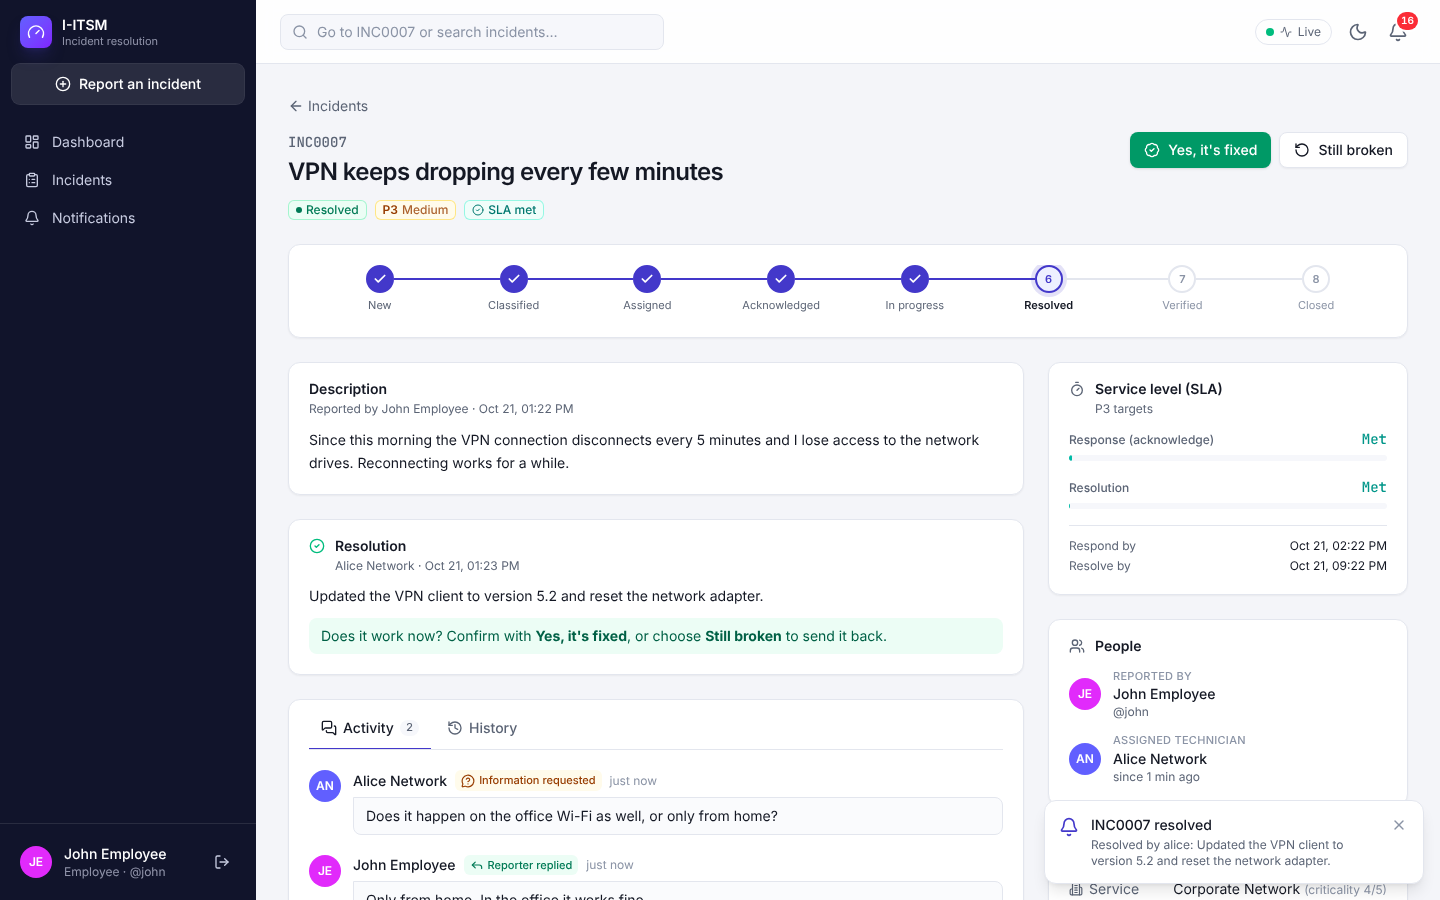 I-ITSM
Incident resolution
Report an incident
Dashboard
Incidents
Notifications
John Employee
Employee · @john
JE
Go to INC0007 or search incidents...
Live
16
Incidents
INC0007
VPN keeps dropping every few minutes
Yes, it's fixed
Still broken
Resolved
P3 Medium
SLA met
6
7
8
New
Classified
Assigned
Acknowledged
In progress
Resolved
Verified
Closed
Description
Reported by John Employee · Oct 21, 01:22 PM
Since this morning the VPN connection disconnects every 5 minutes and I lose access to the network
drives. Reconnecting works for a while.
Resolution
Alice Network · Oct 21, 01:23 PM
Updated the VPN client to version 5.2 and reset the network adapter.
Does it work now? Confirm with Yes, it's fixed, or choose Still broken to send it back.
Activity 2
History
AN
Alice Network
Information requested
just now
Does it happen on the office Wi-Fi as well, or only from home?
JE
John Employee
Reporter replied
just now
Only from home. In the office it works fine.
Service level (SLA)
P3 targets
Response (acknowledge) Met
Resolution Met
Respond by Oct 21, 02:22 PM
Resolve by Oct 21, 09:22 PM
People
JE
REPORTED BY
John Employee
@john
AN
ASSIGNED TECHNICIAN
Alice Network
since 1 min ago
INC0007 resolved
Resolved by alice: Updated the VPN client to
version 5.2 and reset the network adapter.
Service Corporate Network (criticality 4/5)